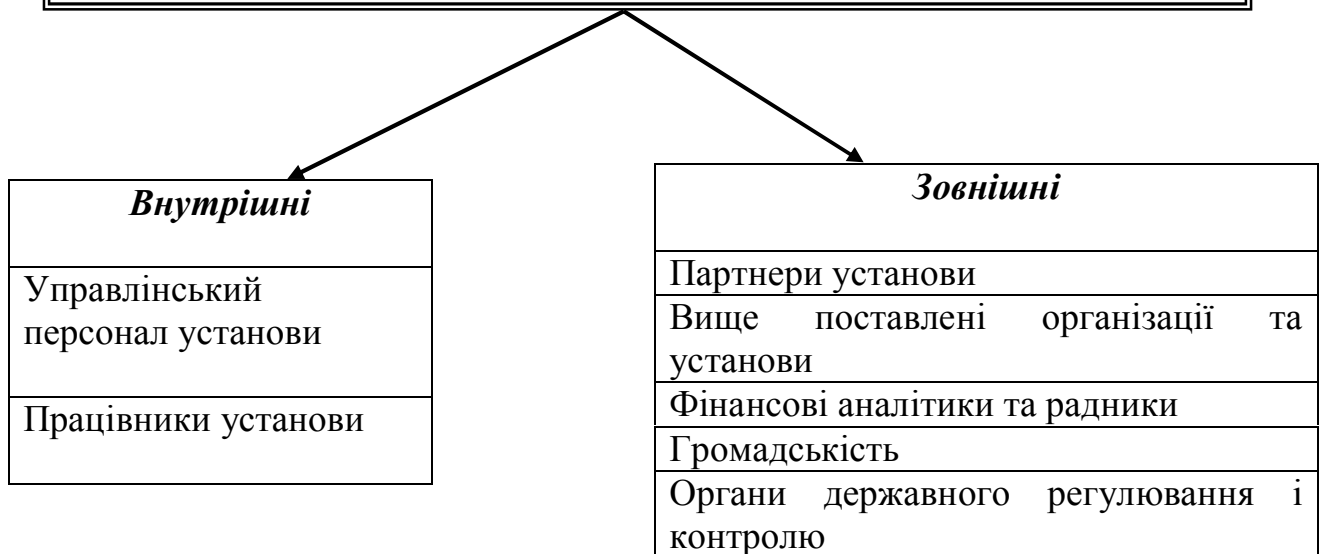 Внутрішні
Управлінський
персонал установи
Працівники установи
Зовнішні
Партнери установи
Вище поставлені організації та
установи
Фінансові аналітики та радники
Громадськість
Органи державного регулювання і
контролю